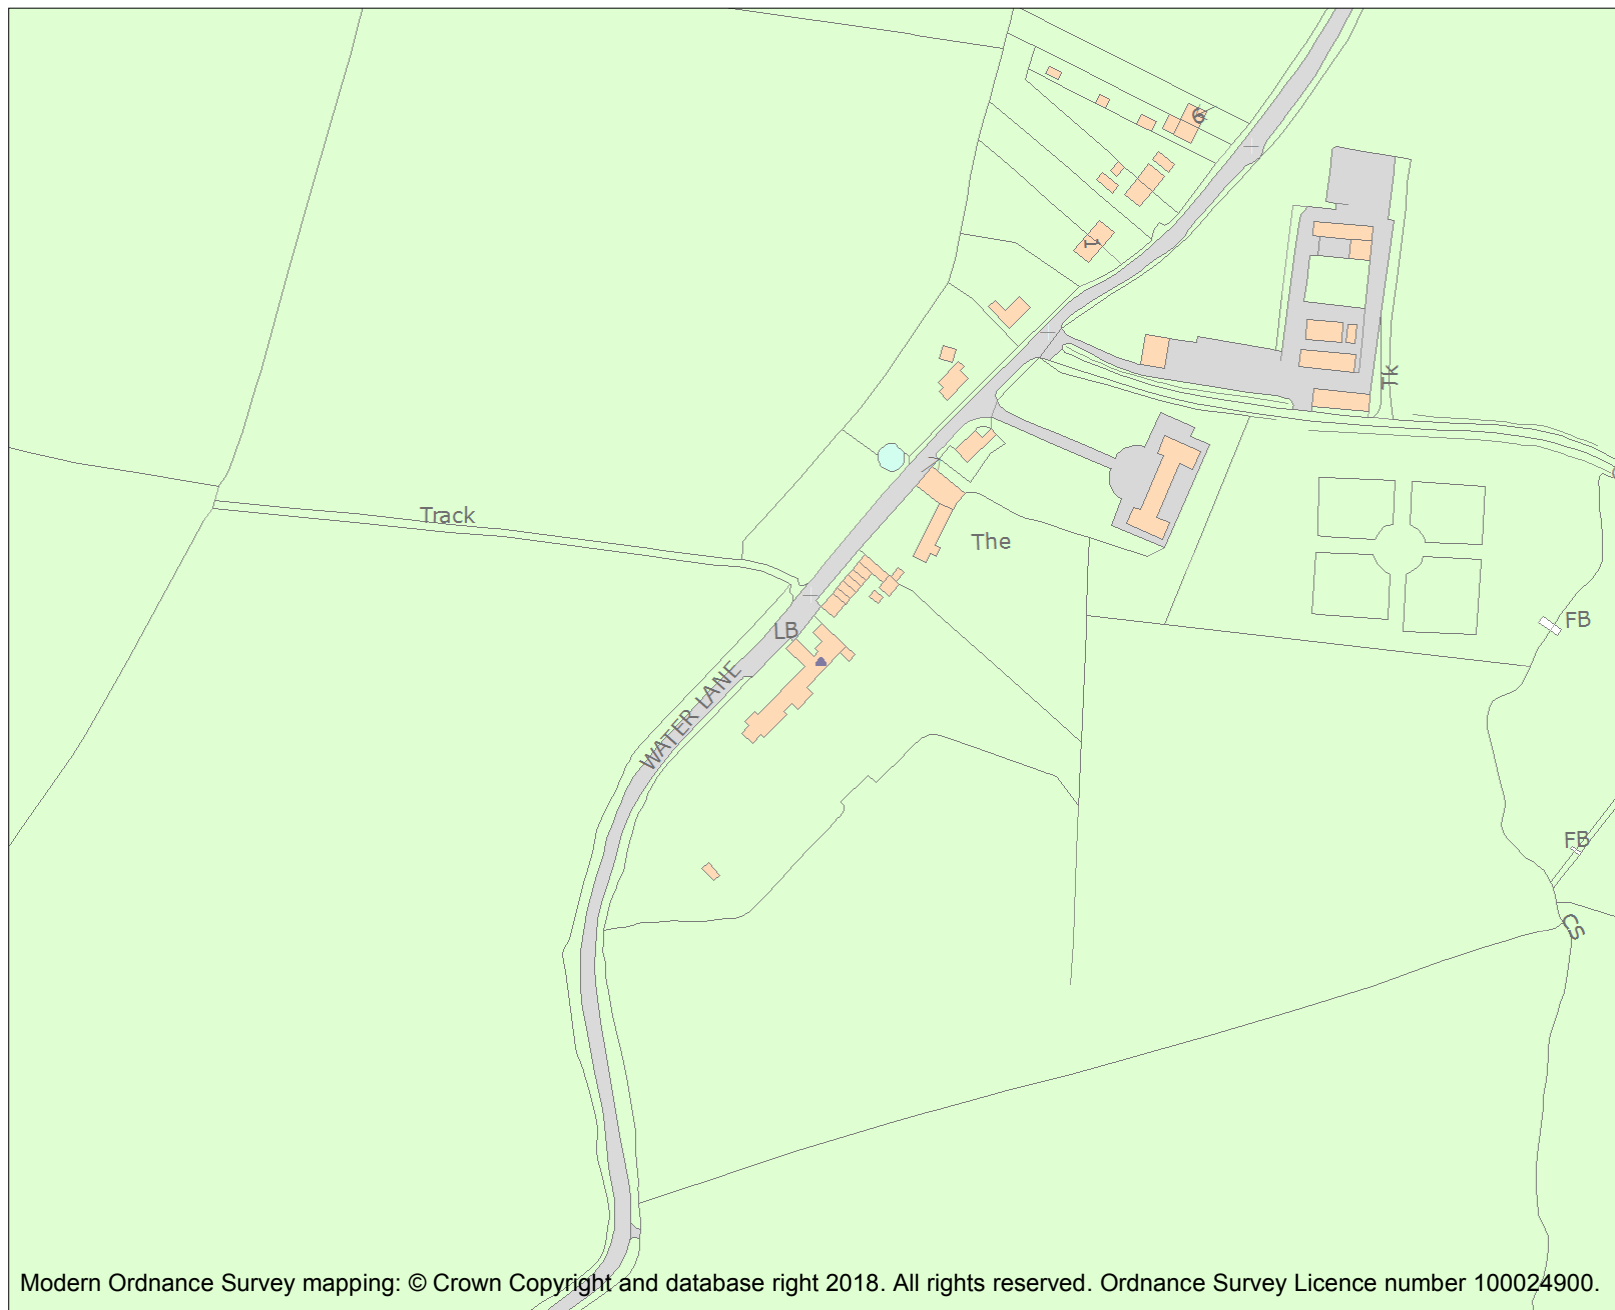 6
1
Tk
Track
The
FB
LB
WATER LANE
FB
CS
Modern Ordnance Survey mapping: © Crown Copyright and database right 2018. All rights reserved. Ordnance Survey Licence number 100024900.